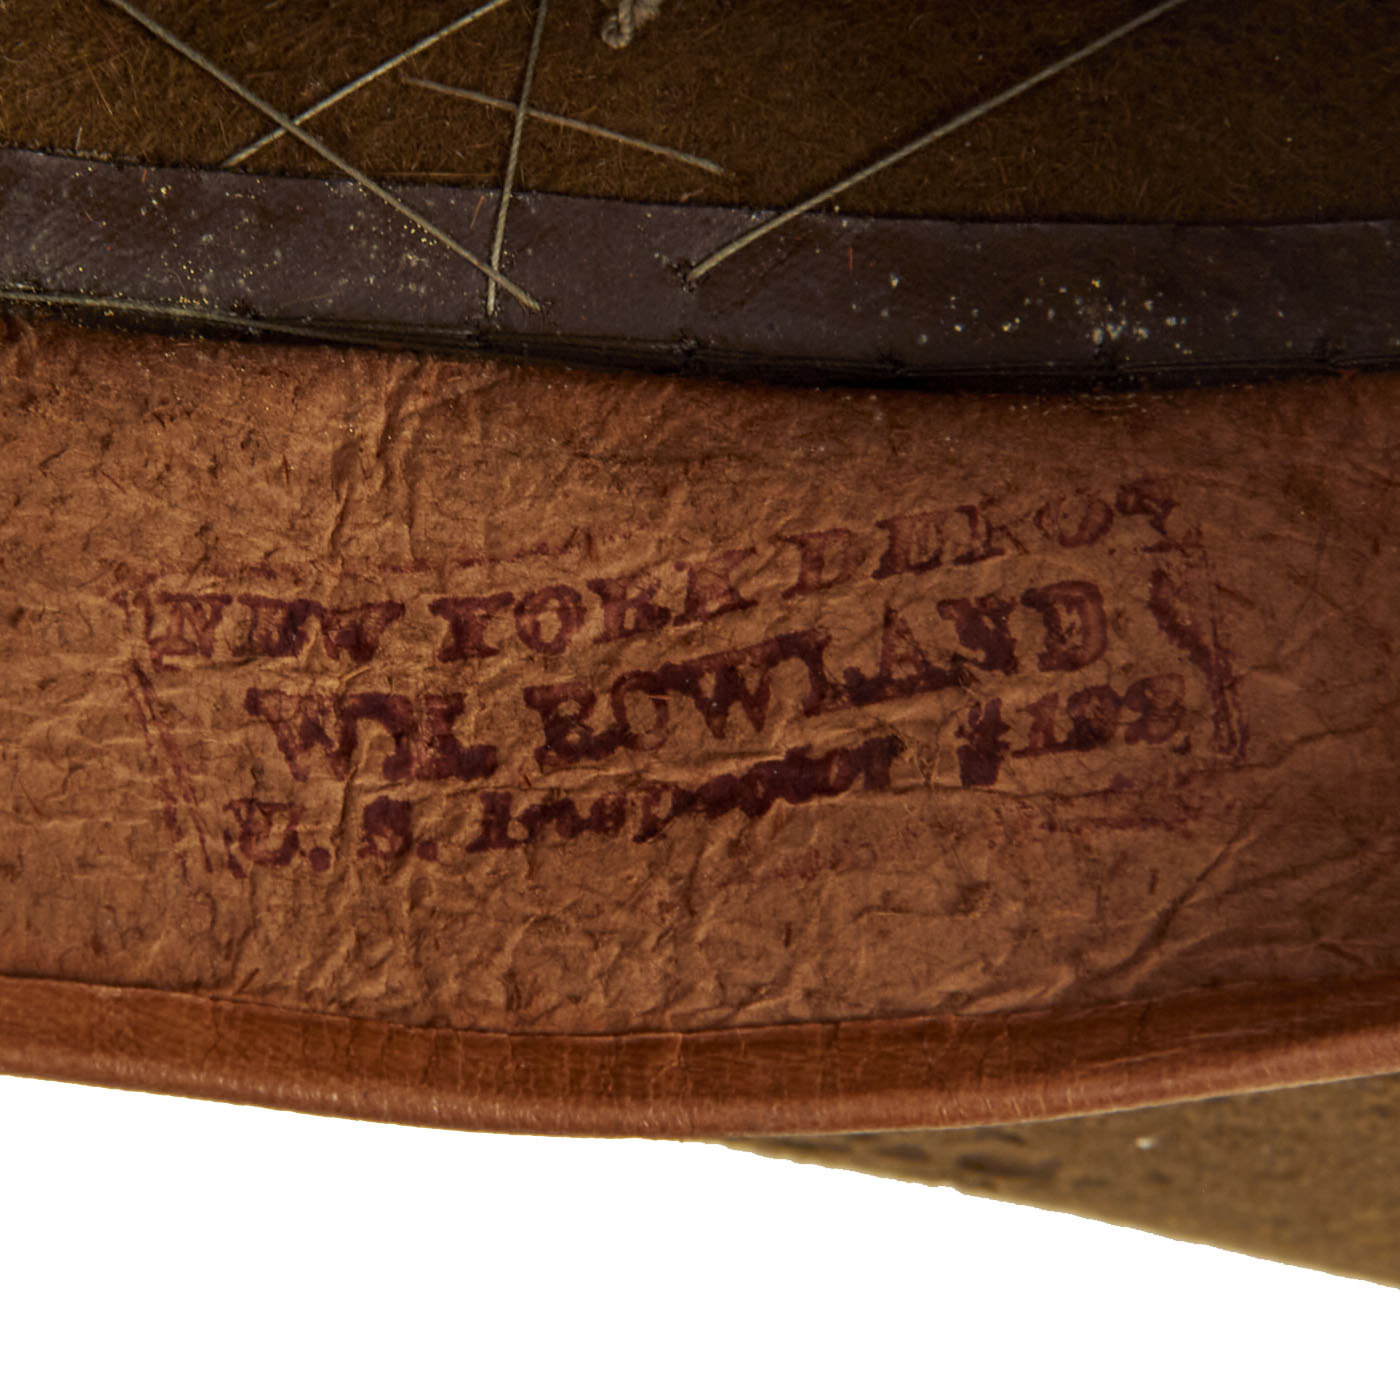 NEW YORK DEPOT
WM. ROWLAND
U. S. Inspector